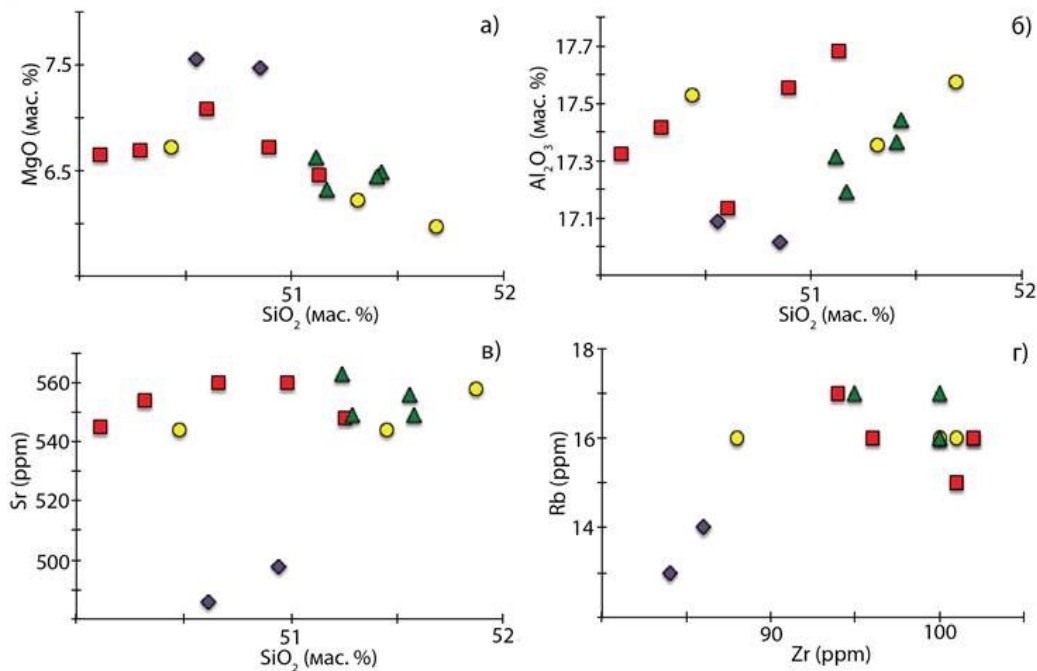 а)
7.5
6.5
MgO (мас. %)
51
52
SiO₂ (мас. %)
б)
17.7
17.5
17.3
17.1
Al₂O₃ (мас. %)
51
52
SiO₂ (мас. %)
в)
560
540
520
500
Sr (ppm)
51
52
SiO₂ (мас. %)
г)
18
16
14
Rb (ppm)
90
100
Zr (ppm)